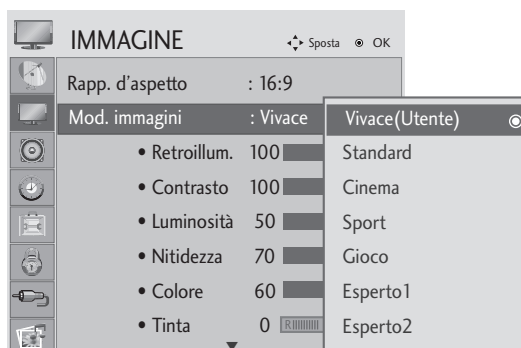 IMMAGINE
Sposta OK
Rapp. d'aspetto : 16:9
Mod. immagini : Vivace
• Retroillum. 100
• Contrasto 100
• Luminosità 50
• Nitidezza 70
• Colore 60
• Tinta 0 R
Vivace(Utente)
Standard
Cinema
Sport
Gioco
Esperto1
Esperto2